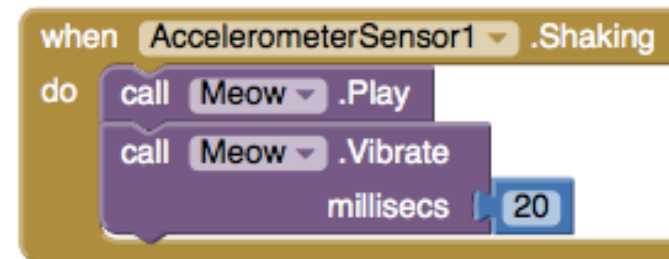 when AccelerometerSensor1 .Shaking
do call Meow .Play
call Meow .Vibrate
millisecs 20